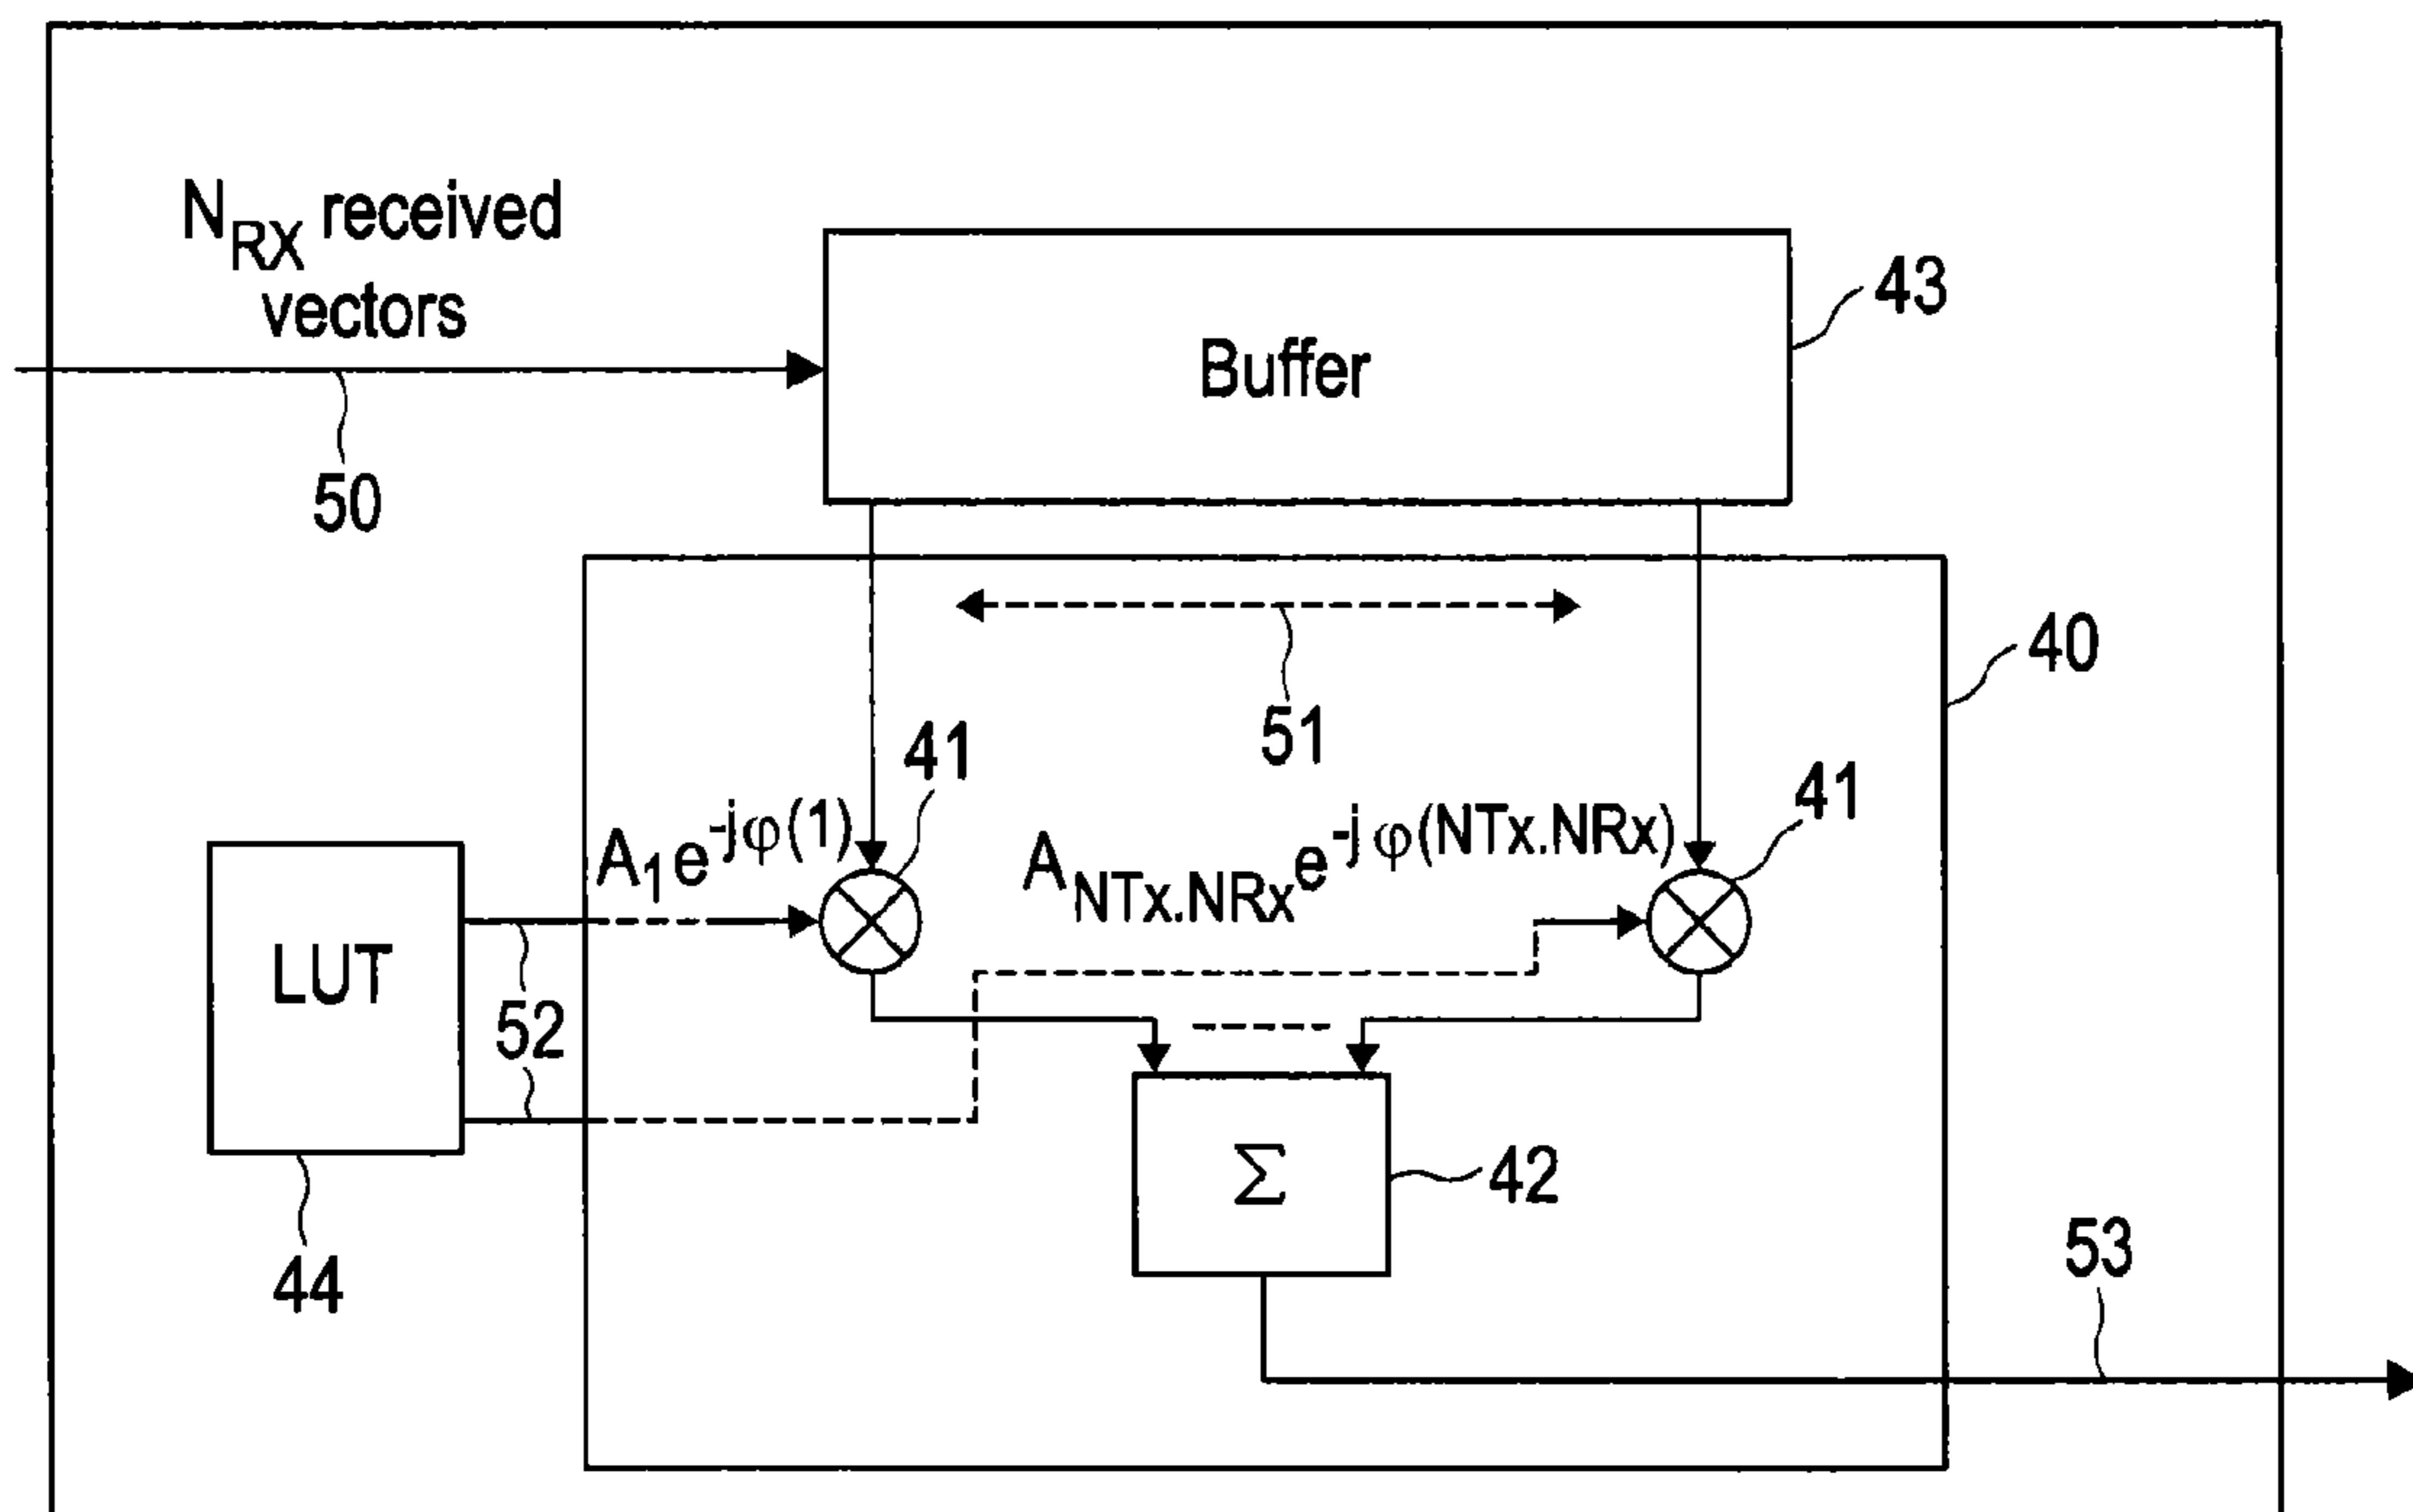 N_RX received
vectors
50
Buffer
43
40
51
41
41
A_1 e^-jφ(1)
A_NTx.NRx e^-jφ(NTx.NRx)
LUT
52
44
Σ
42
53